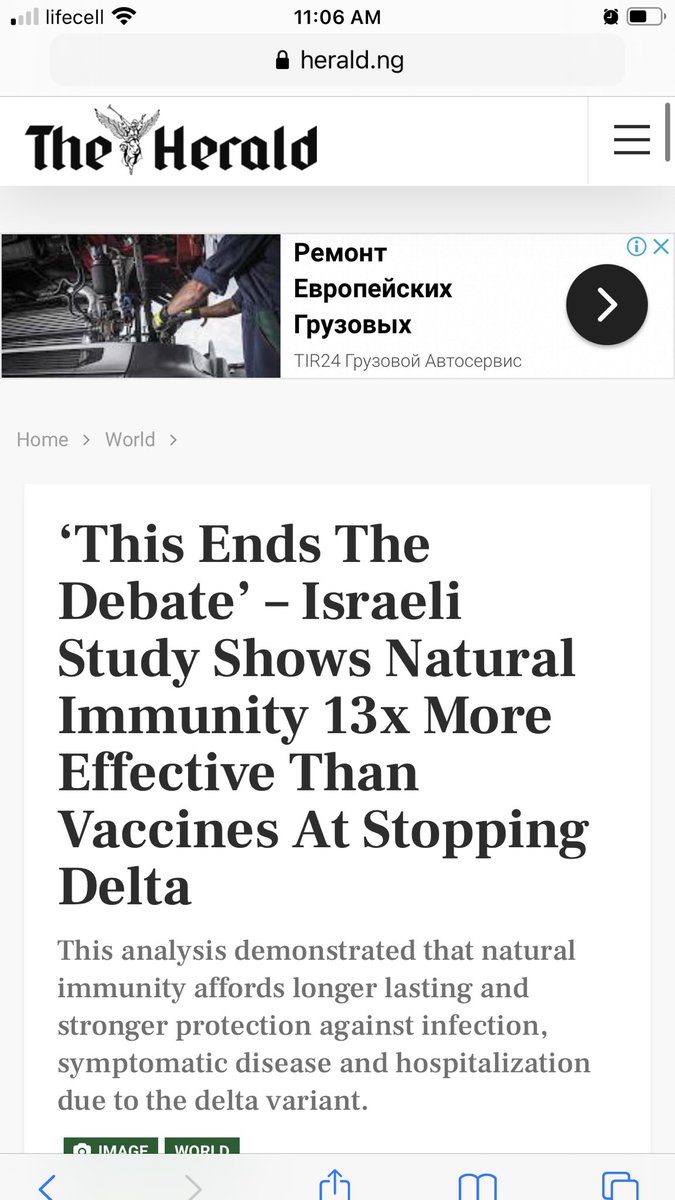 lifecell 11:06 AM
herald.ng
The Herald
Ремонт
Европейских
Грузовых
TIR24 Грузовой Автосервис
Home > World >
‘This Ends The
Debate’ – Israeli
Study Shows Natural
Immunity 13x More
Effective Than
Vaccines At Stopping
Delta
This analysis demonstrated that natural
immunity affords longer lasting and
stronger protection against infection,
symptomatic disease and hospitalization
due to the delta variant.
IMAGE WORLD